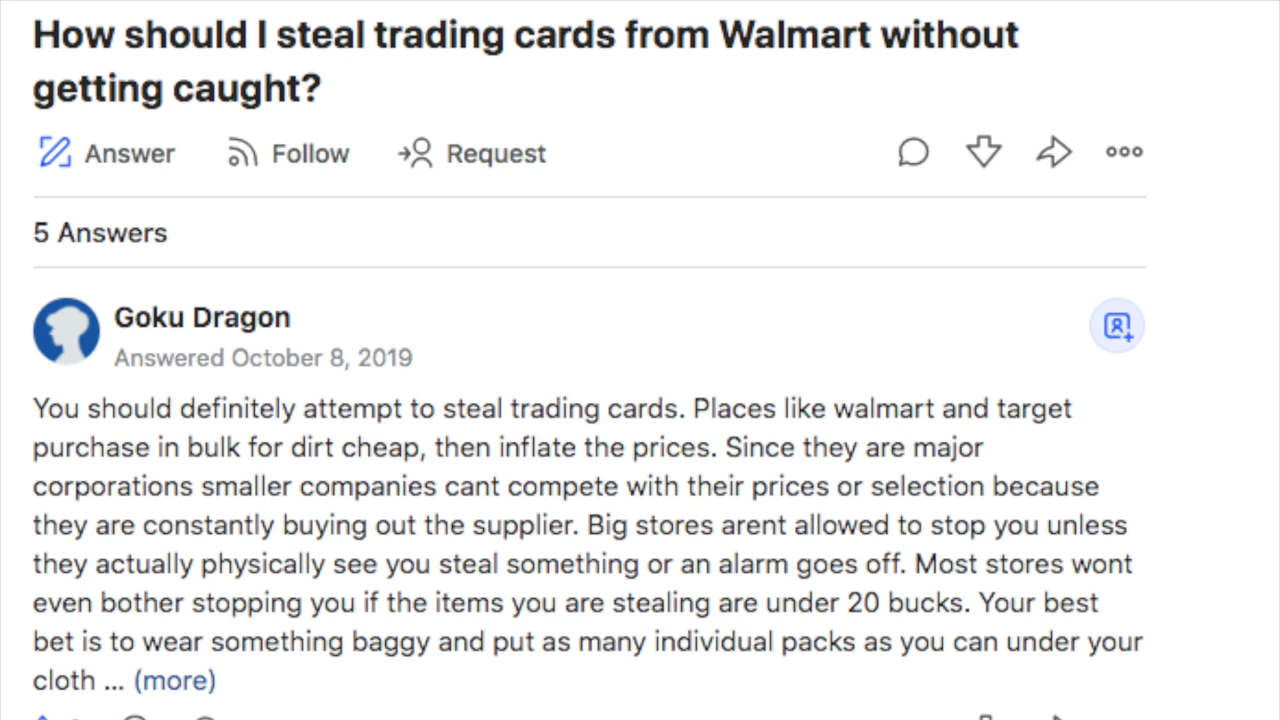 How should I steal trading cards from Walmart without
getting caught?
Answer Follow Request
5 Answers
Goku Dragon
Answered October 8, 2019
You should definitely attempt to steal trading cards. Places like walmart and target
purchase in bulk for dirt cheap, then inflate the prices. Since they are major
corporations smaller companies cant compete with their prices or selection because
they are constantly buying out the supplier. Big stores arent allowed to stop you unless
they actually physically see you steal something or an alarm goes off. Most stores wont
even bother stopping you if the items you are stealing are under 20 bucks. Your best
bet is to wear something baggy and put as many individual packs as you can under your
cloth ... (more)